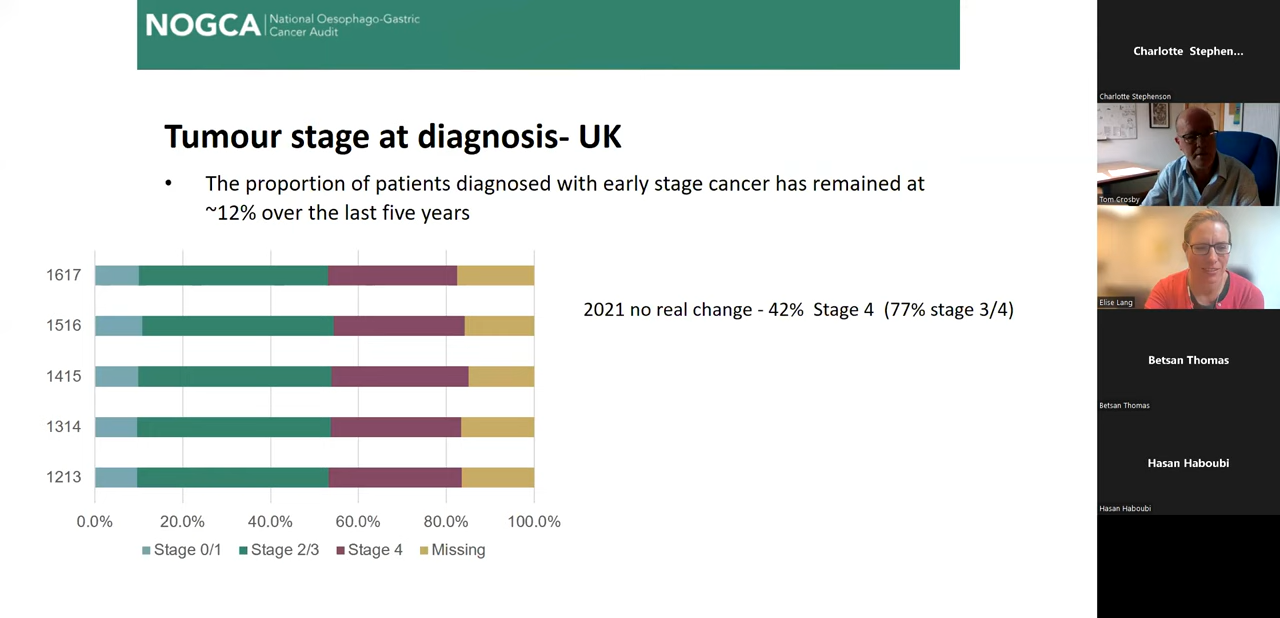 NOGCA
National Oesophago-Gastric
Cancer Audit
Tumour stage at diagnosis- UK
• The proportion of patients diagnosed with early stage cancer has remained at
~12% over the last five years
1617
1516
1415
1314
1213
0.0% 20.0% 40.0% 60.0% 80.0% 100.0%
Stage 0/1 Stage 2/3 Stage 4 Missing
2021 no real change - 42% Stage 4 (77% stage 3/4)
Charlotte Stephen...
Charlotte Stephenson
Tom Crosby
Elise Lang
Betsan Thomas
Betsan Thomas
Hasan Haboubi
Hasan Haboubi